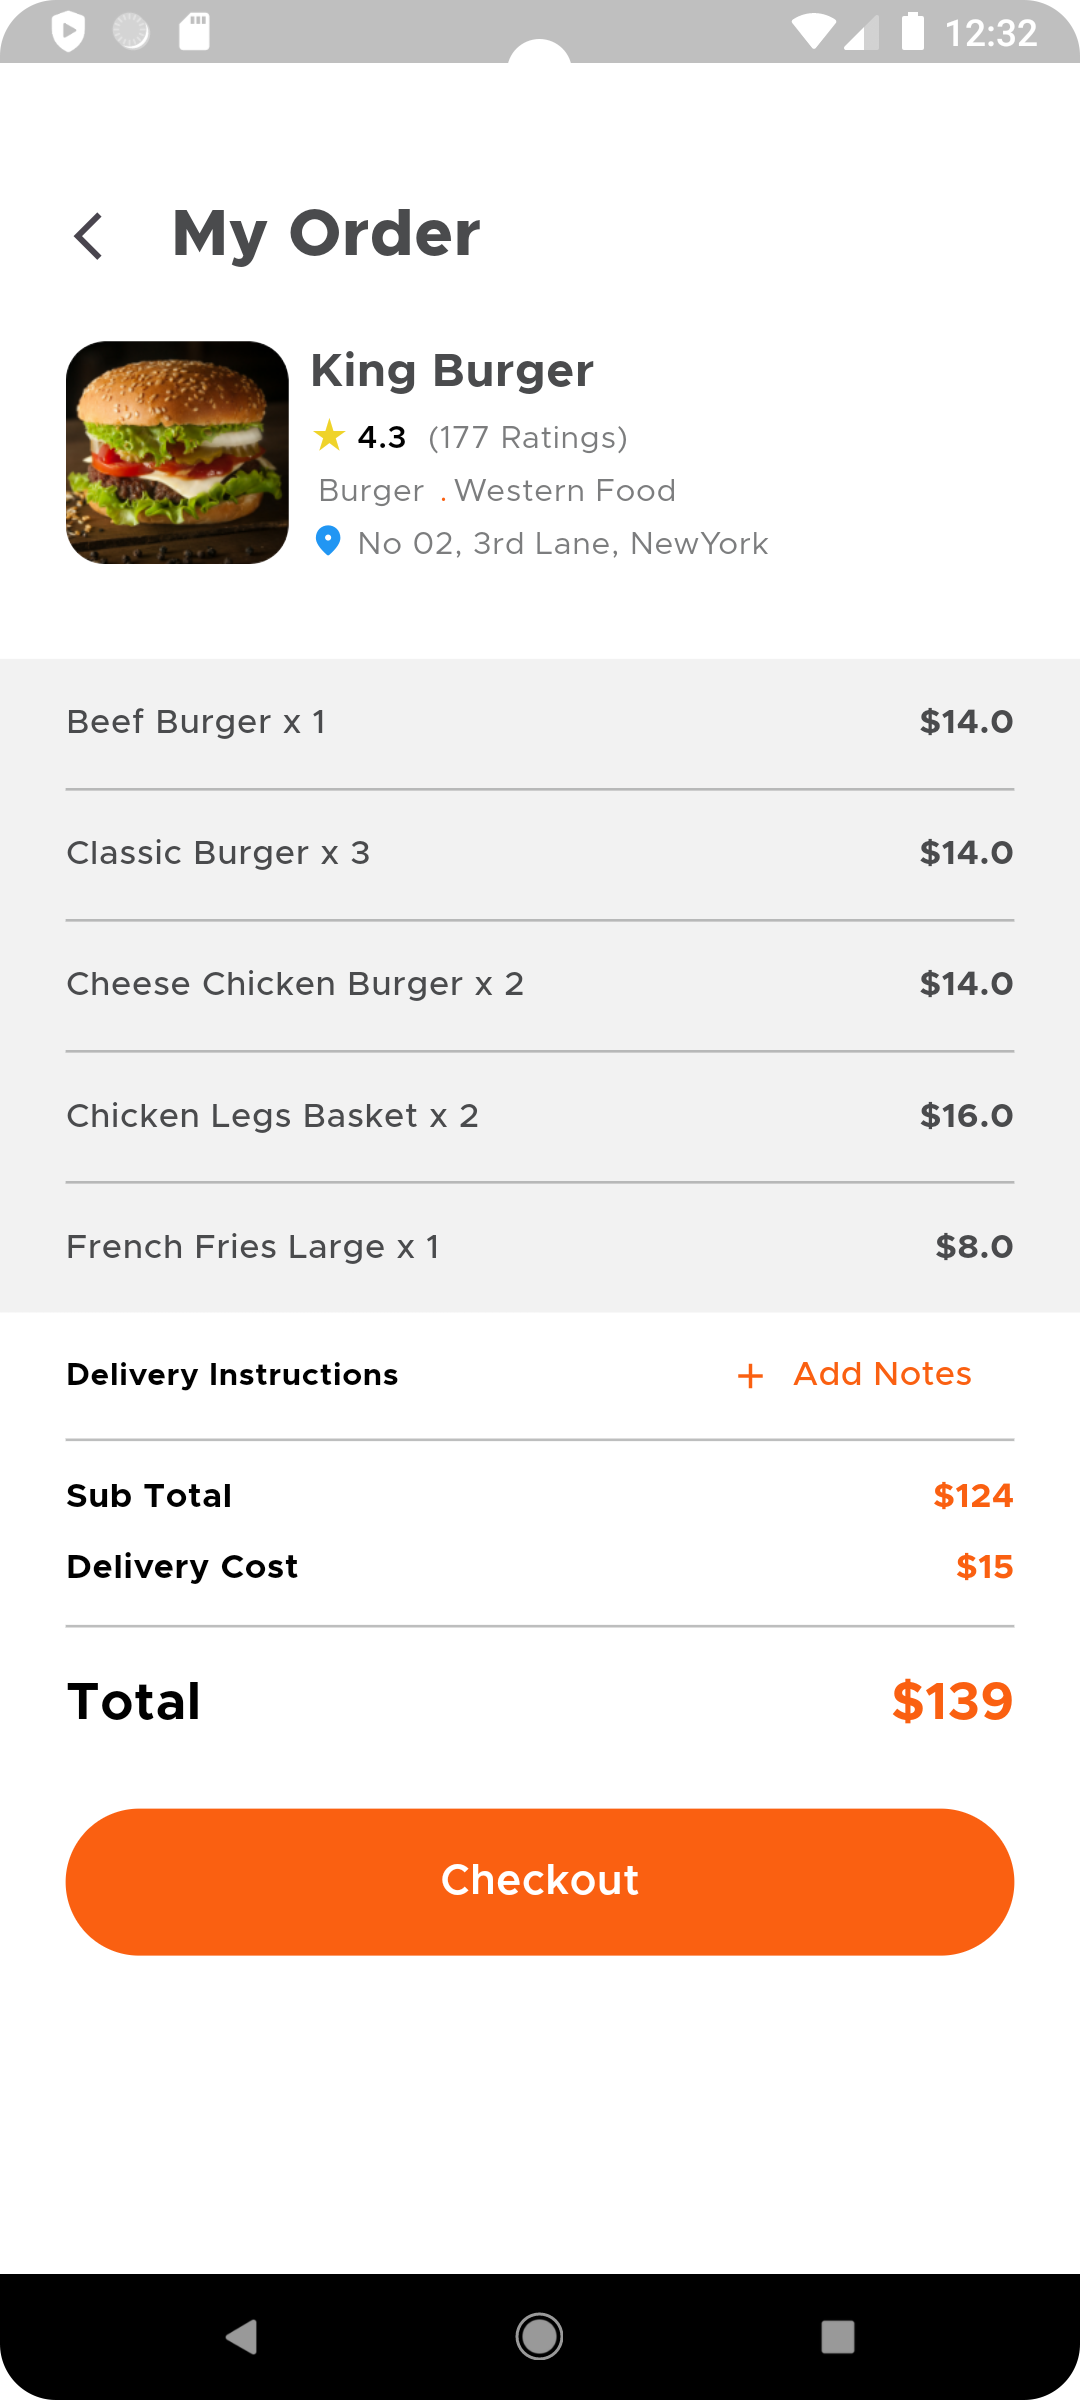 12:32
My Order
King Burger
4.3 (177 Ratings)
Burger . Western Food
No 02, 3rd Lane, NewYork
Beef Burger x 1 $14.0
Classic Burger x 3 $14.0
Cheese Chicken Burger x 2 $14.0
Chicken Legs Basket x 2 $16.0
French Fries Large x 1 $8.0
Delivery Instructions + Add Notes
Sub Total $124
Delivery Cost $15
Total $139
Checkout